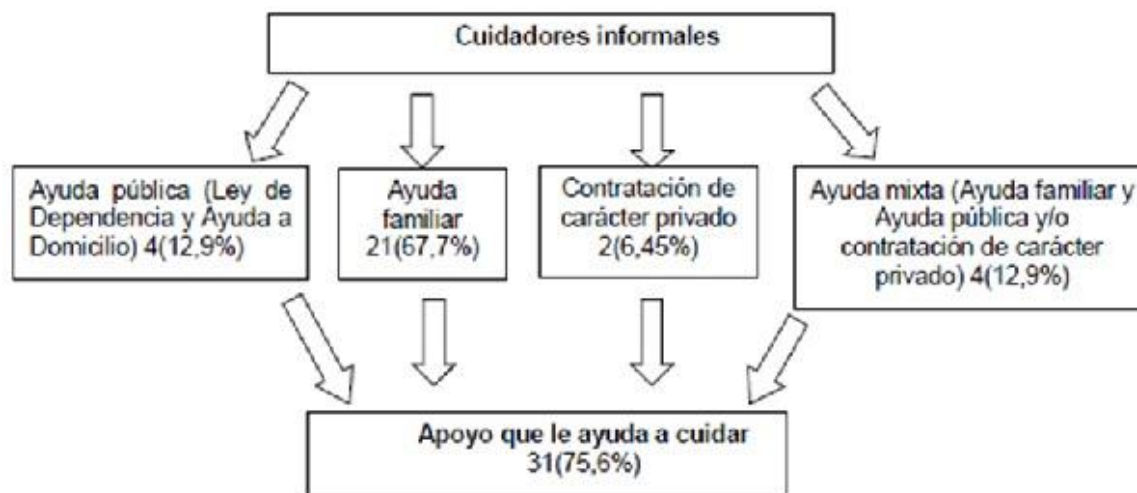 Cuidadores informales
Ayuda pública (Ley de
Dependencia y Ayuda a
Domicilio) 4(12,9%)
Ayuda
familiar
21(67,7%)
Contratación de
carácter privado
2(6,45%)
Ayuda mixta (Ayuda familiar y
Ayuda pública y/o
contratación de carácter
privado) 4(12,9%)
Apoyo que le ayuda a cuidar
31(75,6%)